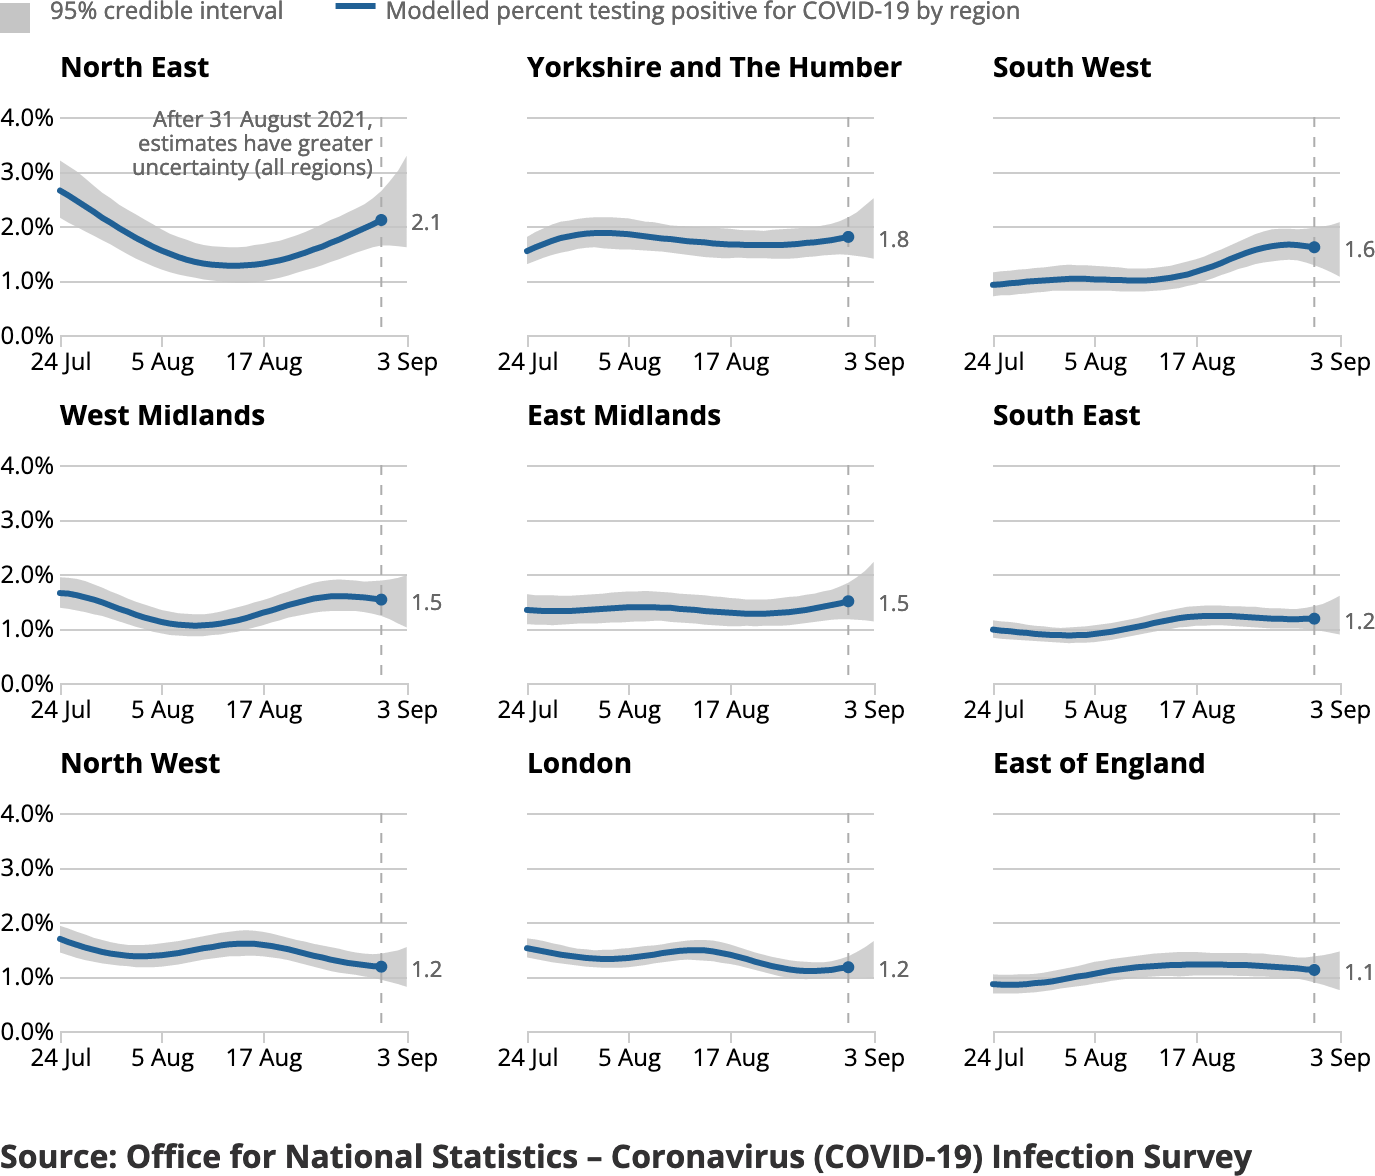 95% credible interval
Modelled percent testing positive for COVID-19 by region
North East
After 31 August 2021,
estimates have greater
uncertainty (all regions)
4.0%
3.0%
2.0%
1.0%
0.0%
2.1
24 Jul
5 Aug
17 Aug
3 Sep
Yorkshire and The Humber
1.8
24 Jul
5 Aug
17 Aug
3 Sep
South West
1.6
24 Jul
5 Aug
17 Aug
3 Sep
West Midlands
4.0%
3.0%
2.0%
1.0%
0.0%
1.5
24 Jul
5 Aug
17 Aug
3 Sep
East Midlands
1.5
24 Jul
5 Aug
17 Aug
3 Sep
South East
1.2
24 Jul
5 Aug
17 Aug
3 Sep
North West
4.0%
3.0%
2.0%
1.0%
0.0%
1.2
24 Jul
5 Aug
17 Aug
3 Sep
London
1.2
24 Jul
5 Aug
17 Aug
3 Sep
East of England
1.1
24 Jul
5 Aug
17 Aug
3 Sep
Source: Office for National Statistics – Coronavirus (COVID-19) Infection Survey